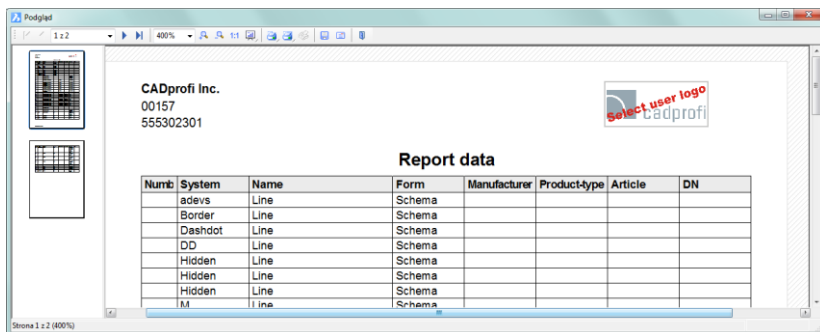 Podgląd
1 z 2 400% 1:1
CADprofi Inc.
00157
555302301
Select user logo
cadprofi
Report data
Numb System Name Form Manufacturer Product-type Article DN
adevs Line Schema
Border Line Schema
Dashdot Line Schema
DD Line Schema
Hidden Line Schema
Hidden Line Schema
Hidden Line Schema
M Line Schema
Strona 1 z 2 (400%)